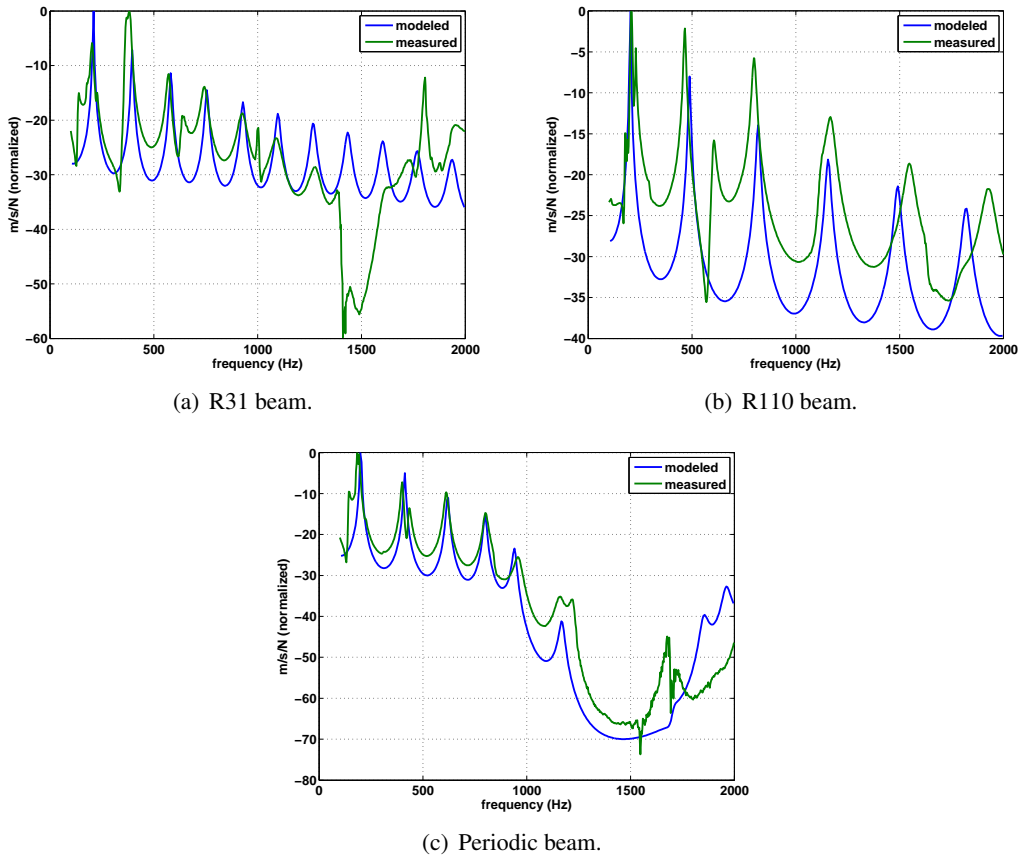 modeled
measured
0
−10
−20
−30
−40
−50
−60
m/s/N (normalized)
0 500 1000 1500 2000
frequency (Hz)
(a) R31 beam.
modeled
measured
0
−5
−10
−15
−20
−25
−30
−35
−40
m/s/N (normalized)
0 500 1000 1500 2000
frequency (Hz)
(b) R110 beam.
modeled
measured
0
−10
−20
−30
−40
−50
−60
−70
−80
m/s/N (normalized)
0 500 1000 1500 2000
frequency (Hz)
(c) Periodic beam.